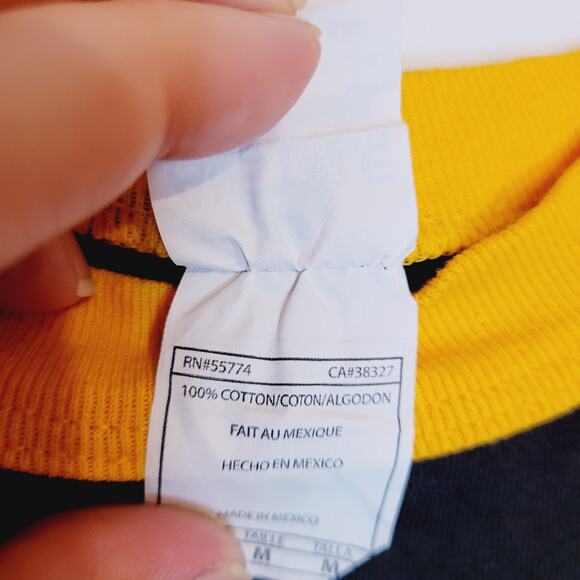 RN#55774 CA#38327
100% COTTON/COTON/ALGODON
FAIT AU MEXIQUE
HECHO EN MEXICO
MADE IN MEXICO
TAILLE TALLA
M M